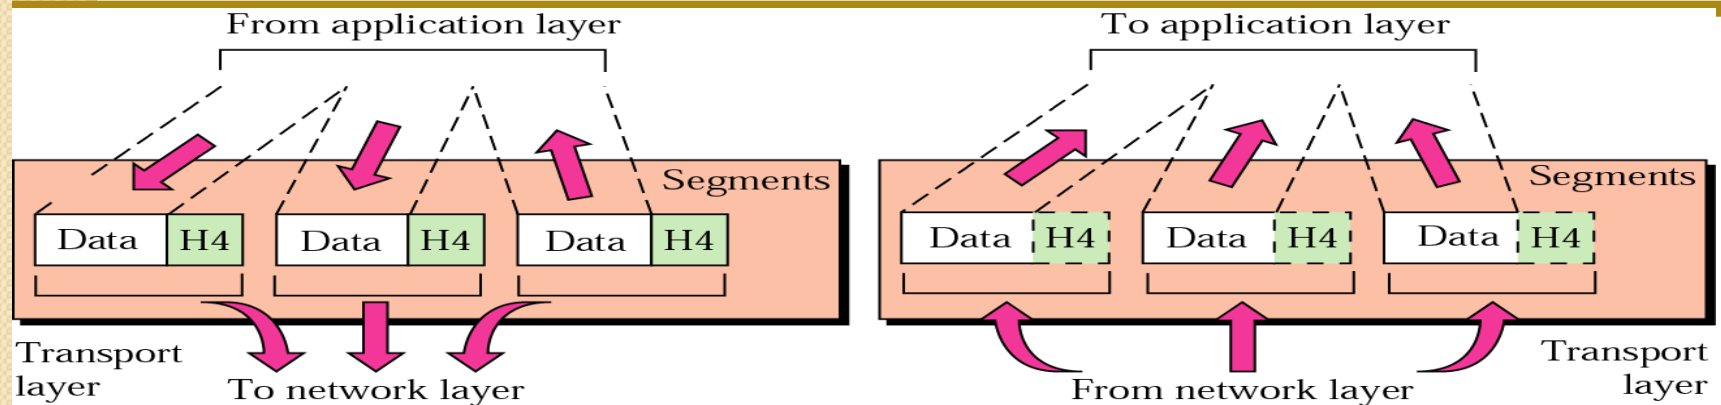 From application layer
Segments
Data H4 Data H4 Data H4
Transport
layer
To network layer
To application layer
Segments
Data H4 Data H4 Data H4
From network layer
Transport
layer